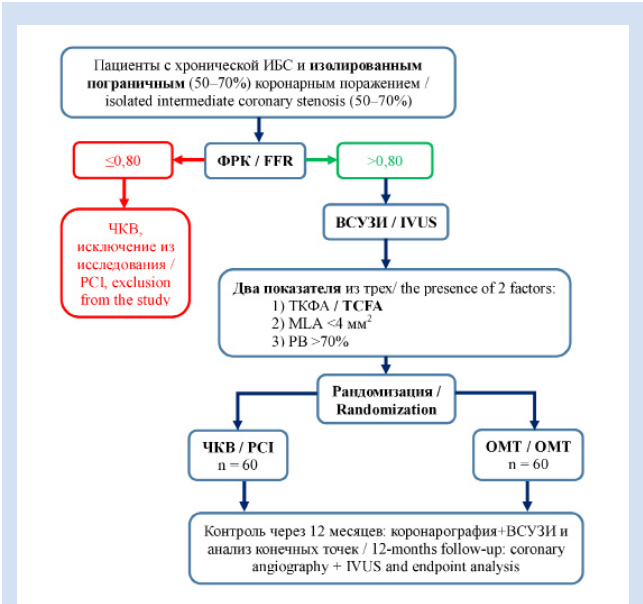 Пациенты с хронической ИБС и изолированным
пограничным (50–70%) коронарным поражением /
isolated intermediate coronary stenosis (50–70%)
≤0,80
ФРК / FFR
>0,80
ЧКВ,
исключение из
исследования /
PCI, exclusion
from the study
ВСУЗИ / IVUS
Два показателя из трех/ the presence of 2 factors:
1) ТКФА / TCFA
2) MLA <4 мм²
3) PB >70%
Рандомизация /
Randomization
ЧКВ / PCI
n = 60
ОМТ / ОМТ
n = 60
Контроль через 12 месяцев: коронарография+ВСУЗИ и
анализ конечных точек / 12-months follow-up: coronary
angiography + IVUS and endpoint analysis